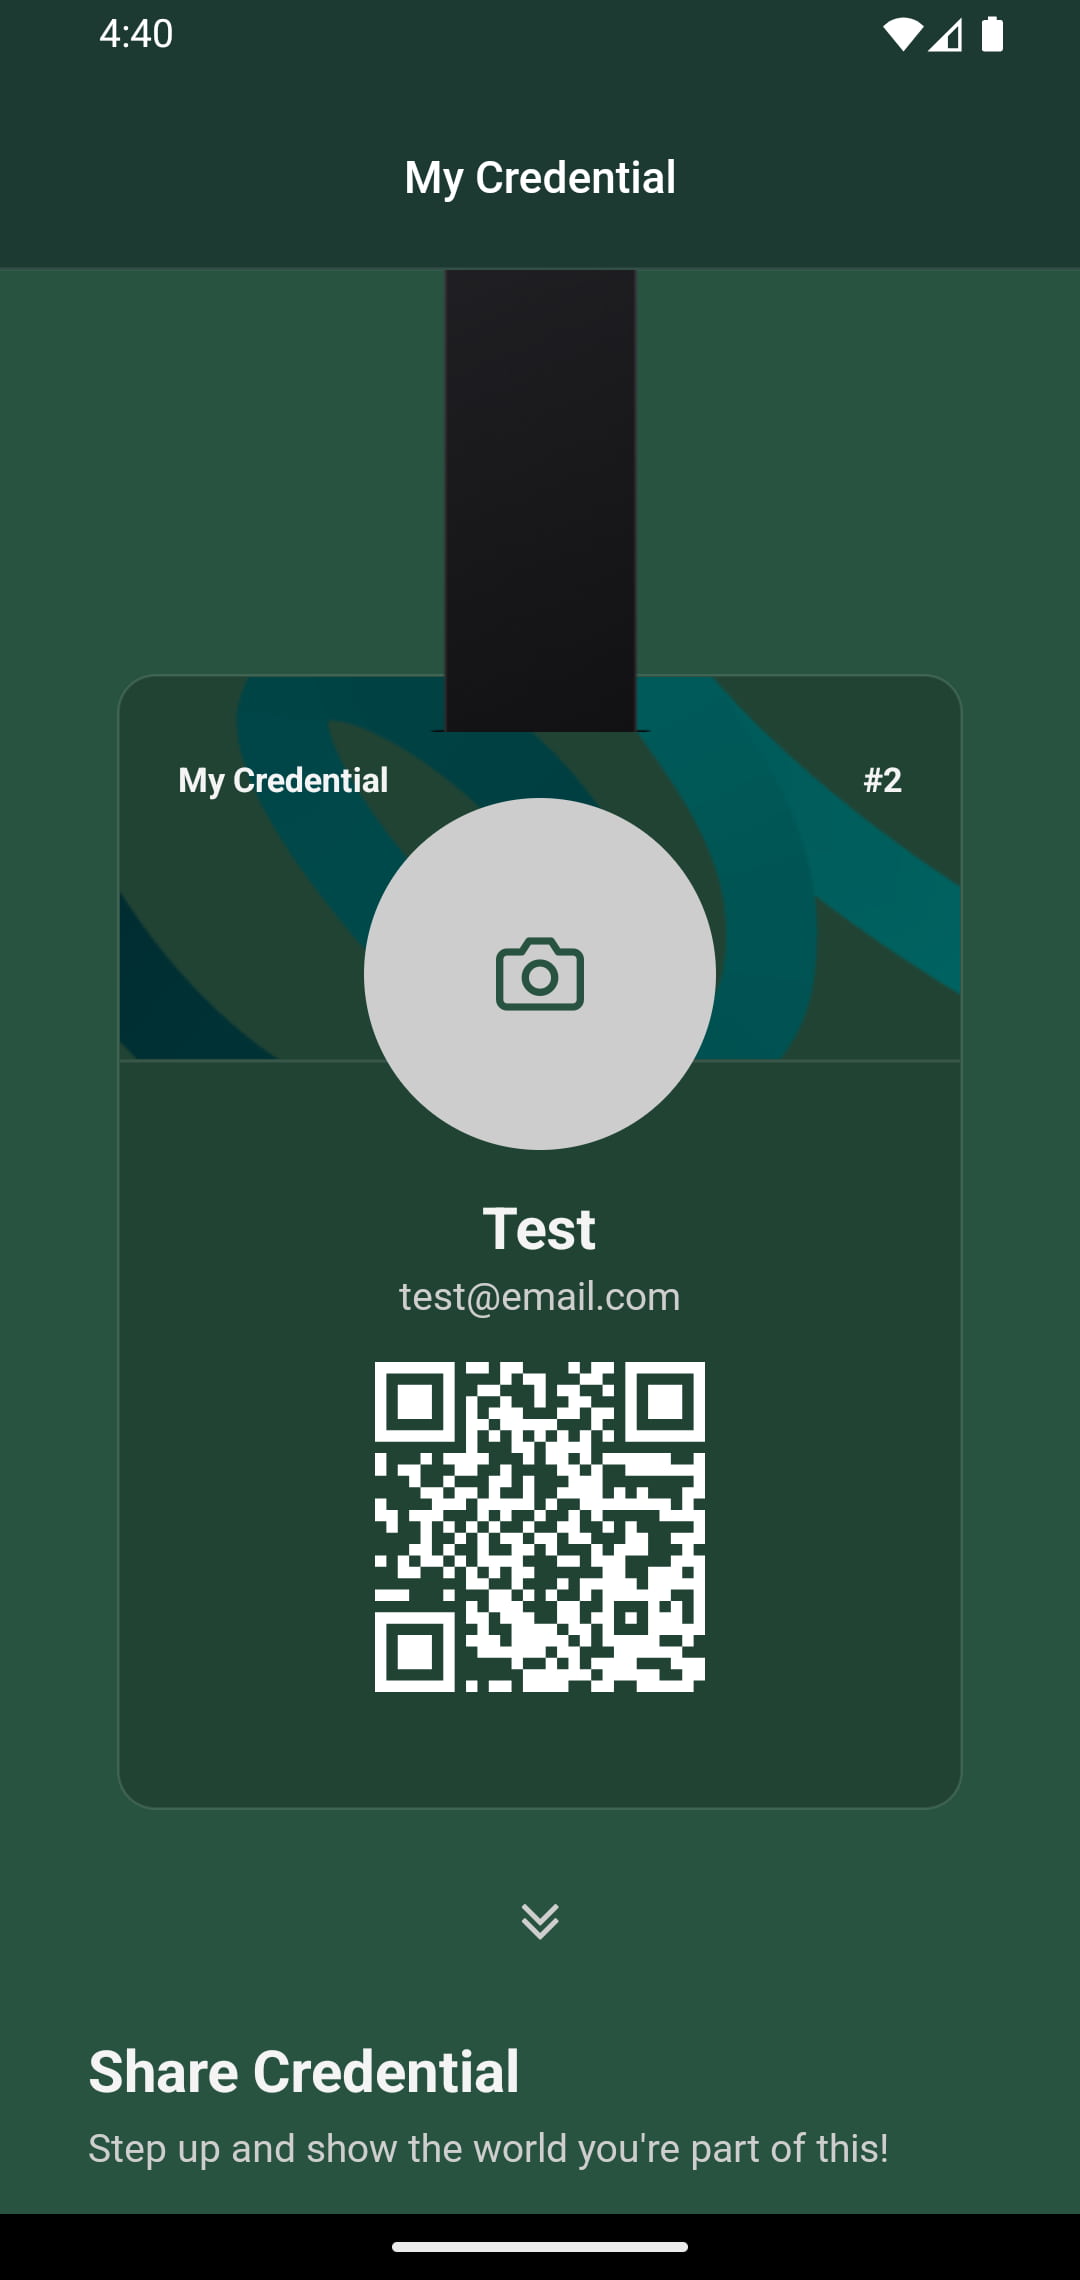 4:40
My Credential
My Credential
#2
Test
test@email.com
Share Credential
Step up and show the world you're part of this!